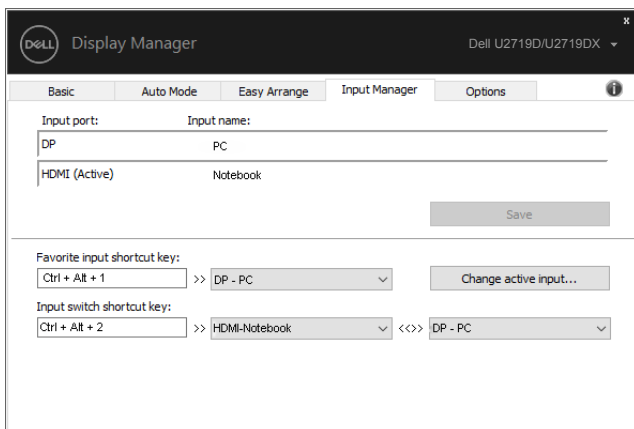 x
DELL Display Manager Dell U2719D/U2719DX
Basic Auto Mode Easy Arrange Input Manager Options i
Input port: Input name:
DP PC
HDMI (Active) Notebook
Save
Favorite input shortcut key:
Ctrl + Alt + 1 >> DP - PC Change active input...
Input switch shortcut key:
Ctrl + Alt + 2 >> HDMI-Notebook <<>> DP - PC